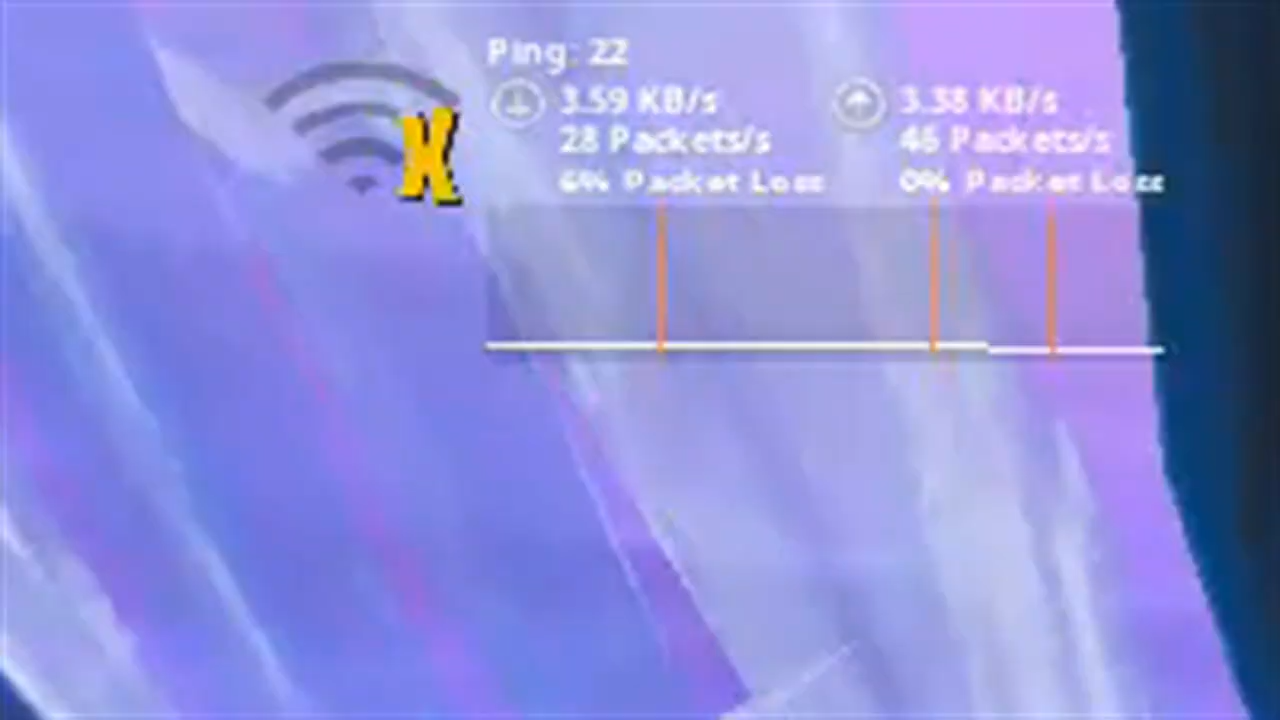 Ping: 22
3.59 KB/s
28 Packets/s
6% Packet Loss
3.38 KB/s
46 Packets/s
0% Packet Loss